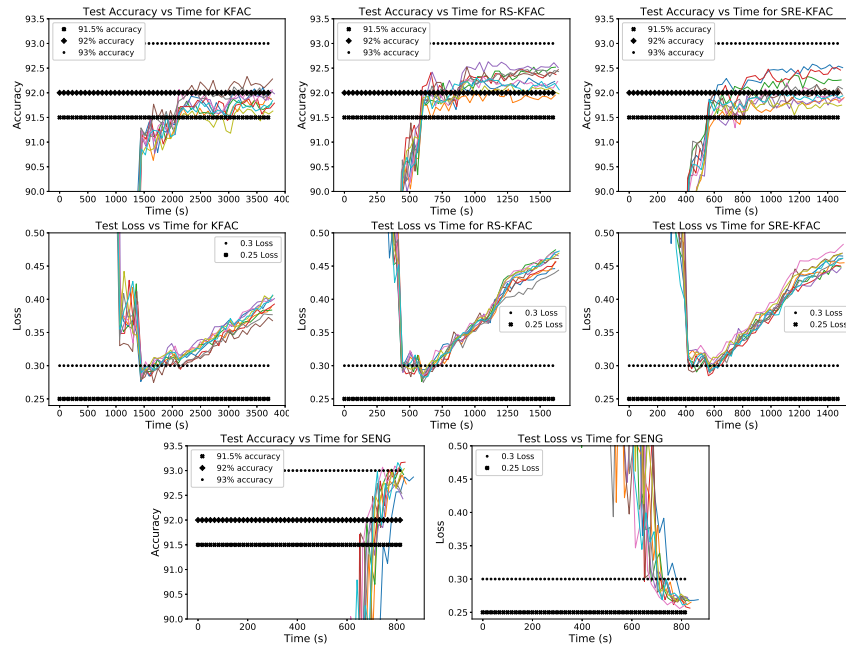 Test Accuracy vs Time for KFAC
93.5
93.0
92.5
92.0
91.5
91.0
90.5
90.0
Accuracy
91.5% accuracy
92% accuracy
93% accuracy
0 500 1000 1500 2000 2500 3000 3500 400
Time (s)
Test Accuracy vs Time for RS-KFAC
93.5
93.0
92.5
92.0
91.5
91.0
90.5
90.0
Accuracy
91.5% accuracy
92% accuracy
93% accuracy
0 250 500 750 1000 1250 1500
Time (s)
Test Accuracy vs Time for SRE-KFAC
93.5
93.0
92.5
92.0
91.5
91.0
90.5
90.0
Accuracy
91.5% accuracy
92% accuracy
93% accuracy
0 200 400 600 800 1000 1200 1400
Time (s)
Test Loss vs Time for KFAC
0.50
0.45
0.40
0.35
0.30
0.25
Loss
0.3 Loss
0.25 Loss
0 500 1000 1500 2000 2500 3000 3500 400
Time (s)
Test Loss vs Time for RS-KFAC
0.50
0.45
0.40
0.35
0.30
0.25
Loss
0.3 Loss
0.25 Loss
0 250 500 750 1000 1250 1500
Time (s)
Test Loss vs Time for SRE-KFAC
0.50
0.45
0.40
0.35
0.30
0.25
Loss
0.3 Loss
0.25 Loss
0 200 400 600 800 1000 1200 1400
Time (s)
Test Accuracy vs Time for SENG
93.5
93.0
92.5
92.0
91.5
91.0
90.5
90.0
Accuracy
91.5% accuracy
92% accuracy
93% accuracy
0 200 400 600 800
Time (s)
Test Loss vs Time for SENG
0.50
0.45
0.40
0.35
0.30
0.25
Loss
0.3 Loss
0.25 Loss
0 200 400 600 800
Time (s)